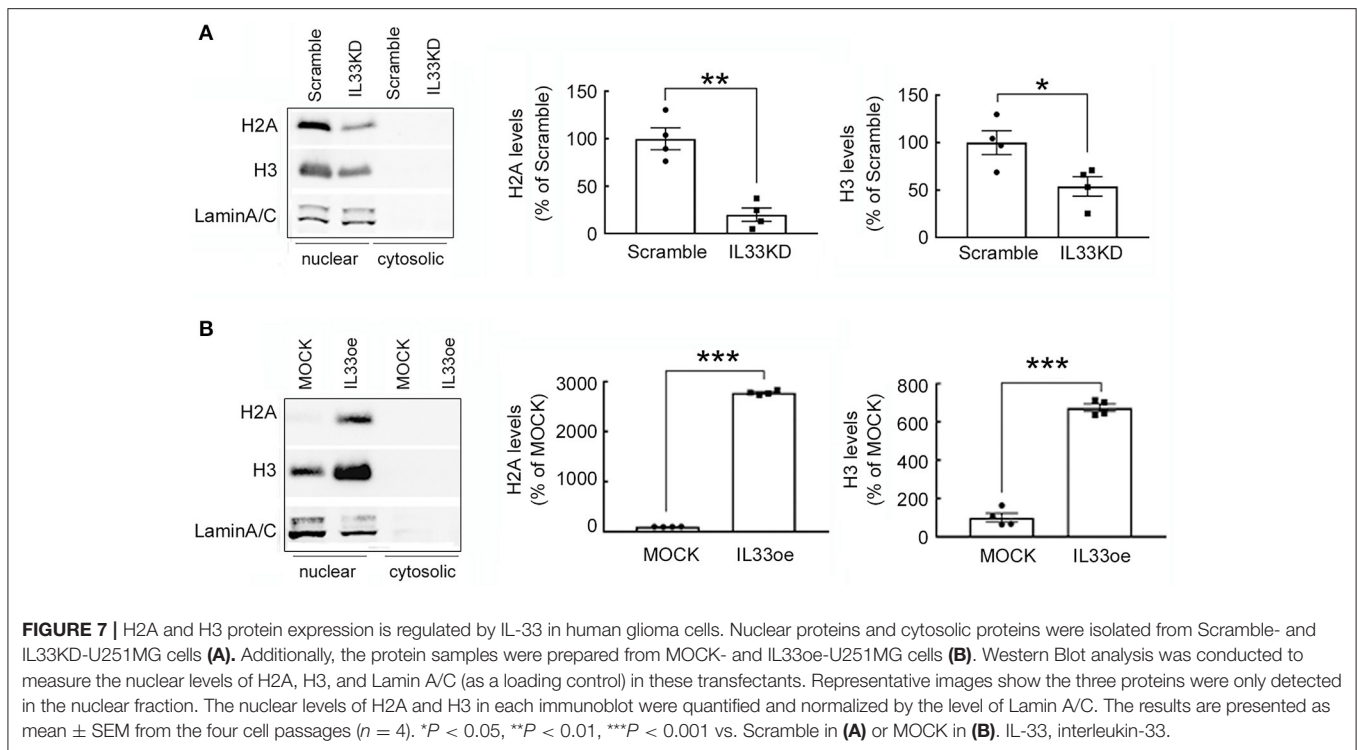 A
Scramble
IL33KD
Scramble
IL33KD
H2A
H3
LaminA/C
nuclear
cytosolic
H2A levels
(% of Scramble)
150
100
50
0
**
Scramble
IL33KD
H3 levels
(% of Scramble)
150
100
50
0
*
Scramble
IL33KD
B
MOCK
IL33oe
MOCK
IL33oe
H2A
H3
LaminA/C
nuclear
cytosolic
H2A levels
(% of MOCK)
3000
2000
1000
0
***
MOCK
IL33oe
H3 levels
(% of MOCK)
800
600
400
200
0
***
MOCK
IL33oe
FIGURE 7 | H2A and H3 protein expression is regulated by IL-33 in human glioma cells. Nuclear proteins and cytosolic proteins were isolated from Scramble- and
IL33KD-U251MG cells (A). Additionally, the protein samples were prepared from MOCK- and IL33oe-U251MG cells (B). Western Blot analysis was conducted to
measure the nuclear levels of H2A, H3, and Lamin A/C (as a loading control) in these transfectants. Representative images show the three proteins were only detected
in the nuclear fraction. The nuclear levels of H2A and H3 in each immunoblot were quantified and normalized by the level of Lamin A/C. The results are presented as
mean ± SEM from the four cell passages (n = 4). *P < 0.05, **P < 0.01, ***P < 0.001 vs. Scramble in (A) or MOCK in (B). IL-33, interleukin-33.